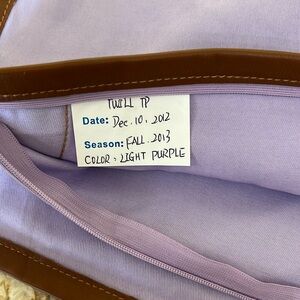 TWILL TP
Date: Dec. 10. 2012
Season: FALL. 2013
COLOR: LIGHT PURPLE